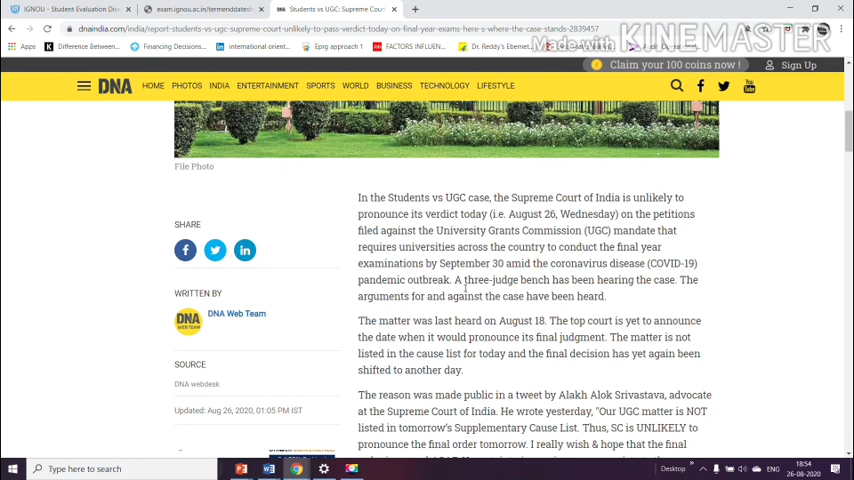 IGNOU - Student Evaluation Divi
exam.ignou.ac.in/termenddatesh
Students vs UGC: Supreme Court
dnaindia.com/india/report-students-vs-ugc-supreme-court-unlikely-to-pass-verdict-today-on-final-year-exams-here-s-where-the-case-stands-2839457
Made with KINEMASTER
Apps
Difference Between...
Financing Decisions...
international orient...
Eprg approach 1
FACTORS INFLUEN...
Dr. Reddy's Ebernet...
Claim your 100 coins now !
Sign Up
DNA HOME PHOTOS INDIA ENTERTAINMENT SPORTS WORLD BUSINESS TECHNOLOGY LIFESTYLE
You Tube
File Photo
SHARE
WRITTEN BY
DNA WEB TEAM
DNA Web Team
SOURCE
DNA webdesk
Updated: Aug 26, 2020, 01:05 PM IST
In the Students vs UGC case, the Supreme Court of India is unlikely to
pronounce its verdict today (i.e. August 26, Wednesday) on the petitions
filed against the University Grants Commission (UGC) mandate that
requires universities across the country to conduct the final year
examinations by September 30 amid the coronavirus disease (COVID-19)
pandemic outbreak. A three-judge bench has been hearing the case. The
arguments for and against the case have been heard.
The matter was last heard on August 18. The top court is yet to announce
the date when it would pronounce its final judgment. The matter is not
listed in the cause list for today and the final decision has yet again been
shifted to another day.
The reason was made public in a tweet by Alakh Alok Srivastava, advocate
at the Supreme Court of India. He wrote yesterday, "Our UGC matter is NOT
listed in tomorrow's Supplementary Cause List. Thus, SC is UNLIKELY to
pronounce the final order tomorrow. I really wish & hope that the final
Type here to search
Desktop
ENG
18:54
26-08-2020